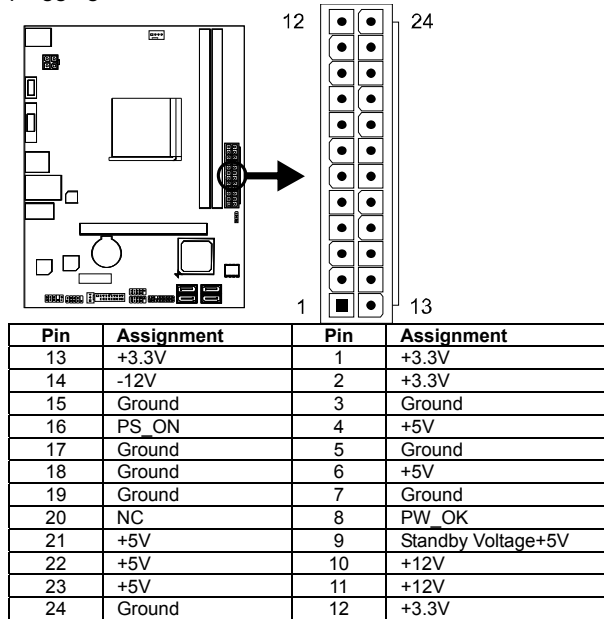 12 24
1 13
Pin Assignment Pin Assignment
13 +3.3V 1 +3.3V
14 -12V 2 +3.3V
15 Ground 3 Ground
16 PS_ON 4 +5V
17 Ground 5 Ground
18 Ground 6 +5V
19 Ground 7 Ground
20 NC 8 PW_OK
21 +5V 9 Standby Voltage+5V
22 +5V 10 +12V
23 +5V 11 +12V
24 Ground 12 +3.3V